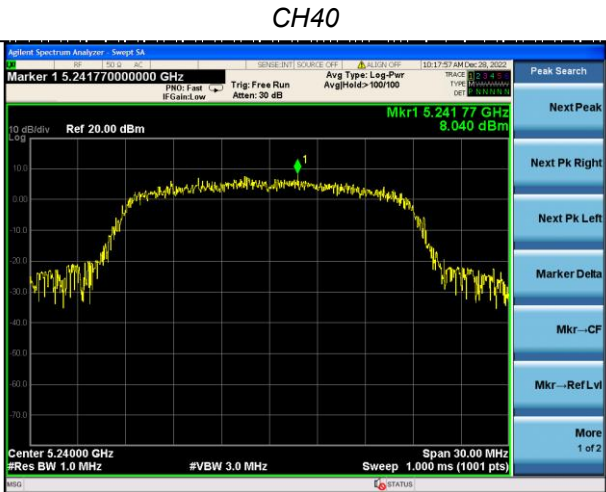 CH40
Agilent Spectrum Analyzer - Swept SA
RF 50 Ω AC SENSE:INT SOURCE OFF ALIGN OFF 10:17:57 AM Dec 28, 2022
Marker 1 5.241770000000 GHz
PNO: Fast
IFGain:Low
Trig: Free Run
Atten: 30 dB
Avg Type: Log-Pwr
Avg|Hold:>100/100
TRACE 1 2 3 4 5 6
TYPE M
DET P N N N N N
Peak Search
Mkr1 5.241 77 GHz
8.040 dBm
10 dB/div Ref 20.00 dBm
Log
1
10.0
0.00
-10.0
-20.0
-30.0
-40.0
-60.0
-70.0
Next Peak
Next Pk Right
Next Pk Left
Marker Delta
Mkr→CF
Mkr→Ref Lvl
More
1 of 2
Center 5.24000 GHz Span 30.00 MHz
#Res BW 1.0 MHz #VBW 3.0 MHz Sweep 1.000 ms (1001 pts)
MSG STATUS